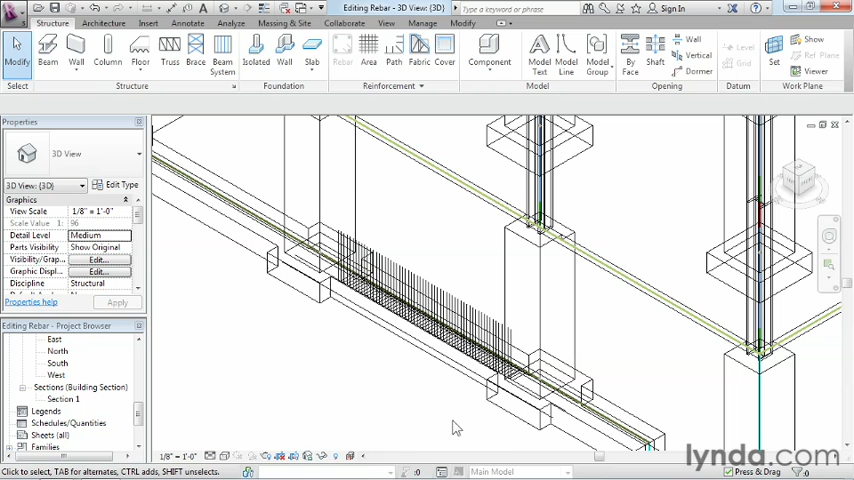 Editing Rebar - 3D View: {3D}
Type a keyword or phrase
Sign In
Structure Architecture Insert Annotate Analyze Massing & Site Collaborate View Manage Modify
Modify Beam Wall Column Floor Truss Brace Beam System Isolated Wall Slab Rebar Area Path Fabric Cover Component Model Text Model Line Model Group By Face Shaft Wall Vertical Dormer Level Grid Set Show Ref Plane Viewer
Select Structure Foundation Reinforcement Model Opening Datum Work Plane
Properties
3D View
3D View: {3D} Edit Type
Graphics
View Scale 1/8" = 1'-0"
Scale Value 1: 96
Detail Level Medium
Parts Visibility Show Original
Visibility/Grap... Edit...
Graphic Displ... Edit...
Discipline Structural
Properties help Apply
Editing Rebar - Project Browser
East
North
South
West
Sections (Building Section)
Section 1
Legends
Schedules/Quantities
Sheets (all)
Families
1/8" = 1'-0"
lynda.com
Click to select, TAB for alternates, CTRL adds, SHIFT unselects. :0 Main Model Press & Drag :0